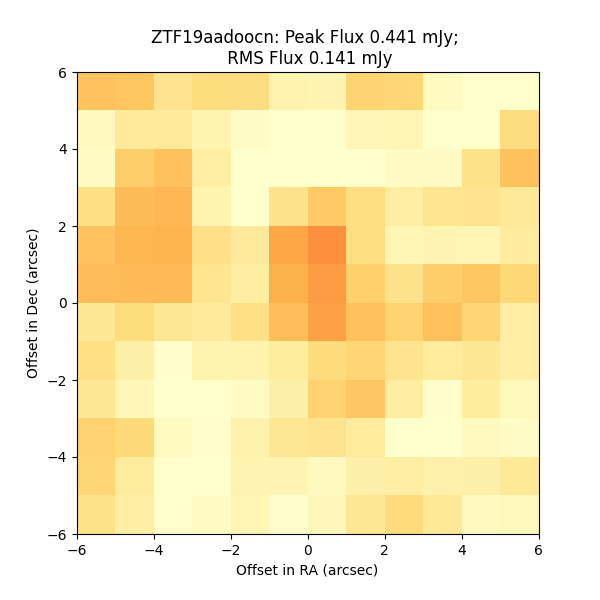 ZTF19aadoocn: Peak Flux 0.441 mJy;
RMS Flux 0.141 mJy
6
4
2
0
−2
−4
−6
Offset in Dec (arcsec)
−6 −4 −2 0 2 4 6
Offset in RA (arcsec)